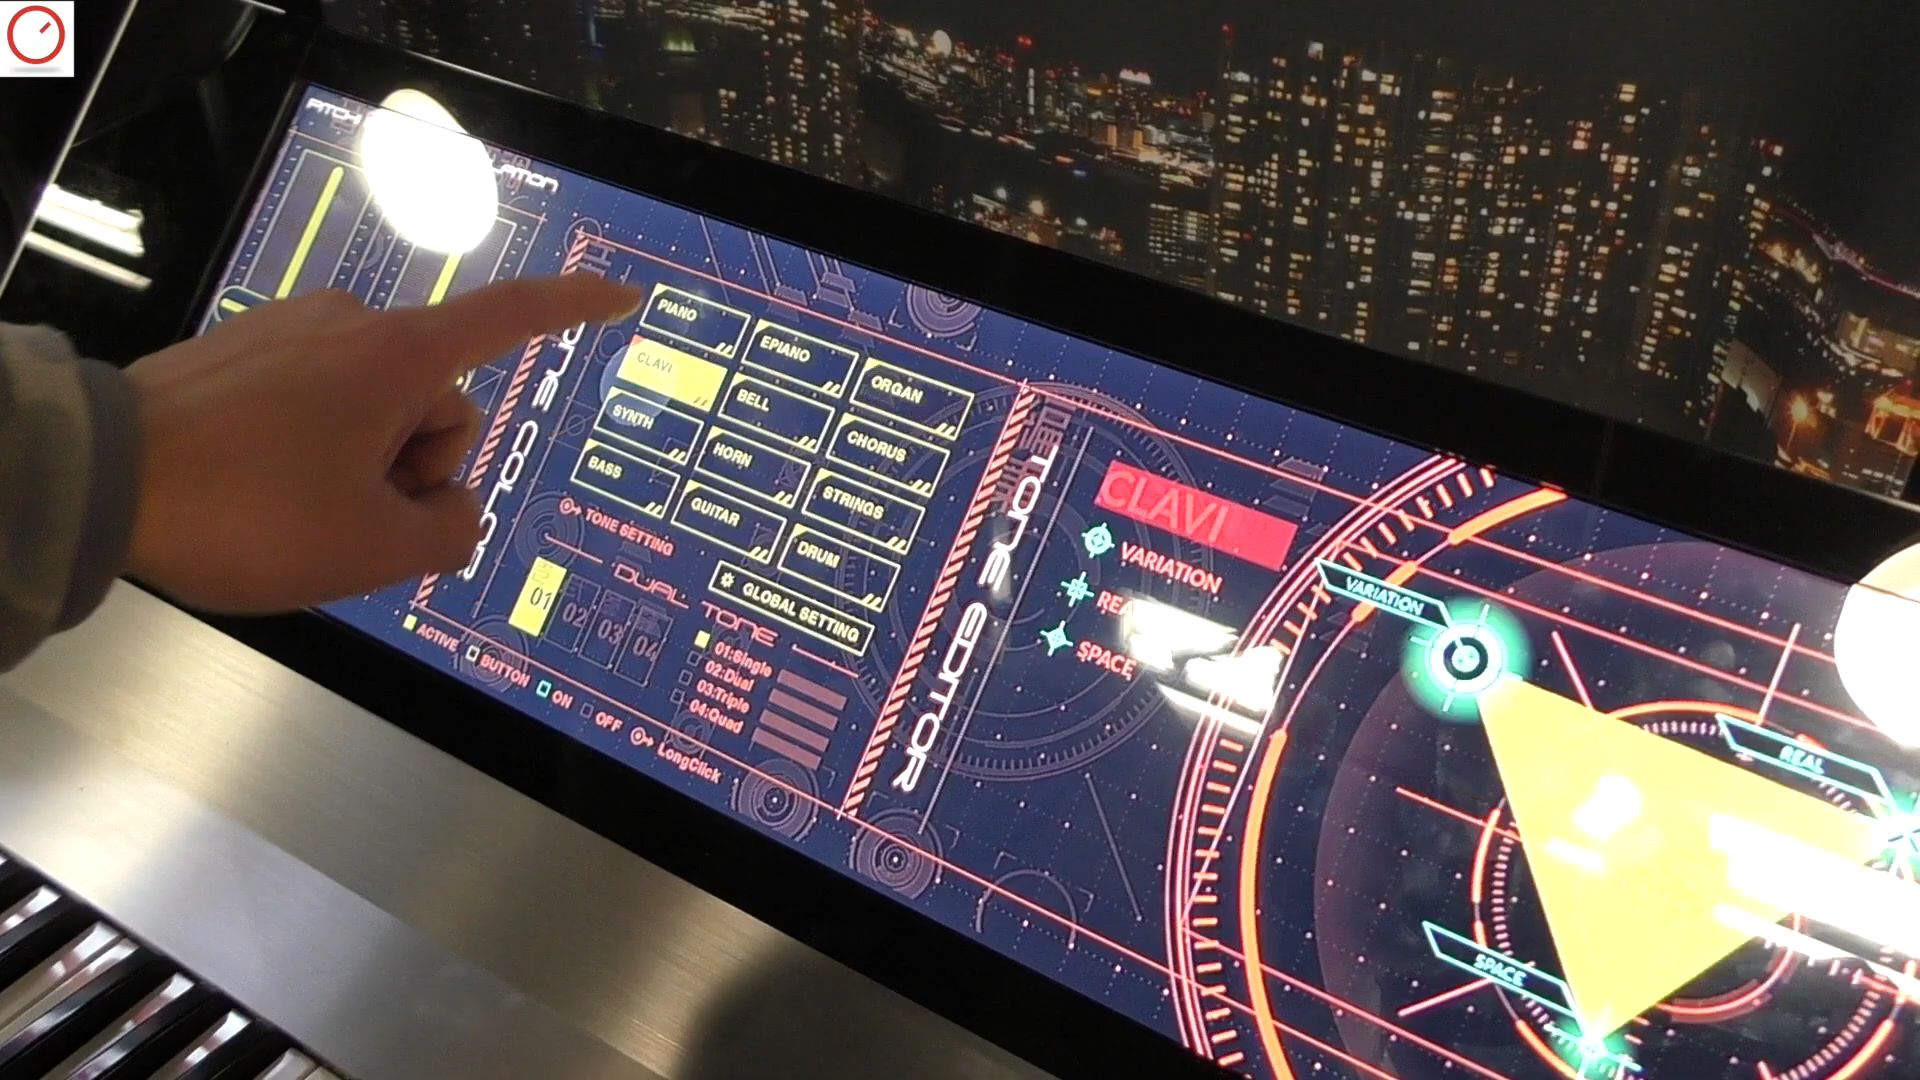 PITCH
TONE COLOR
PIANO
EPIANO
ORGAN
CLAVI
BELL
CHORUS
SYNTH
HORN
STRINGS
BASS
GUITAR
DRUM
TONE SETTING
GLOBAL SETTING
DUAL TONE
01
02
03
04
01:Single
02:Dual
03:Triple
04:Quad
ACTIVE
BUTTON
ON
OFF
LongClick
TONE EDITOR
CLAVI
VARIATION
SPACE
VARIATION
REAL
SPACE